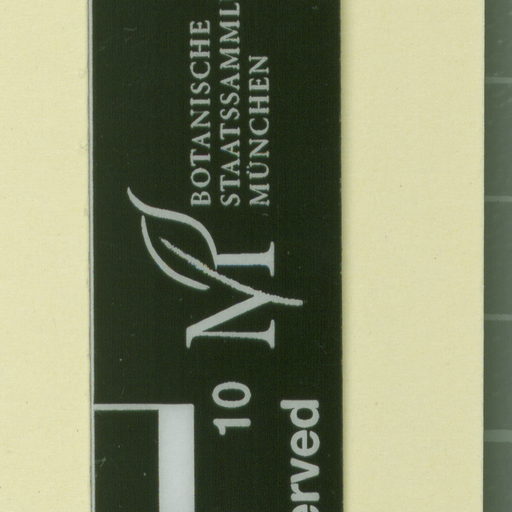 BOTANISCHE
STAATSSAMML
MÜNCHEN
M
10
erved